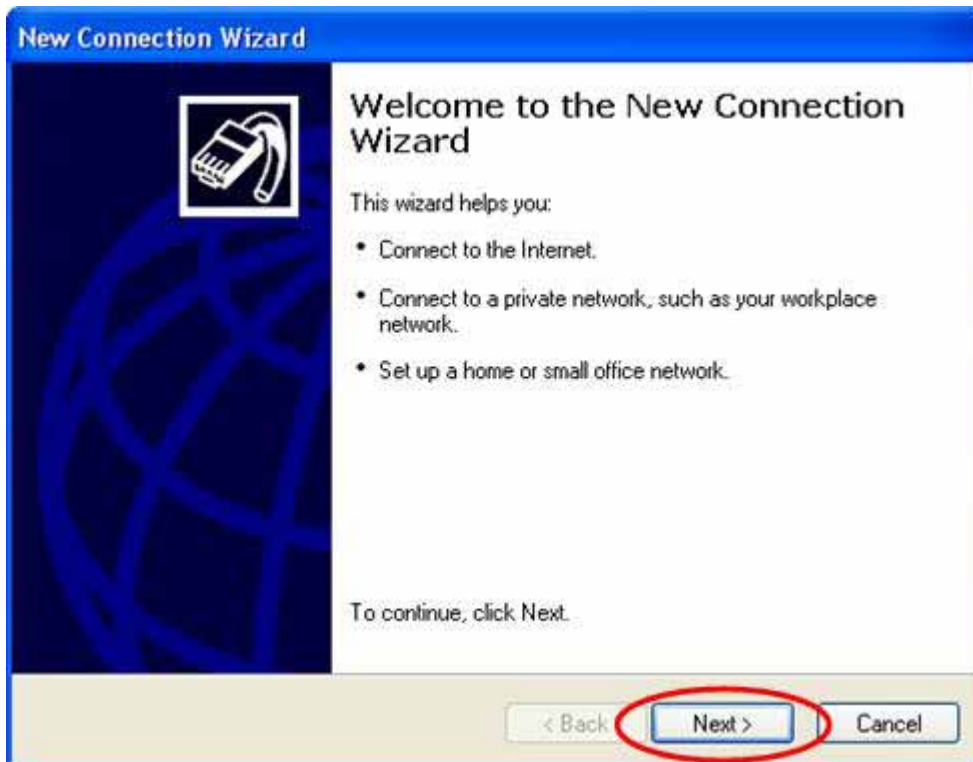 New Connection Wizard
Welcome to the New Connection
Wizard
This wizard helps you:
• Connect to the Internet.
• Connect to a private network, such as your workplace
network.
• Set up a home or small office network.
To continue, click Next.
< Back Next > Cancel